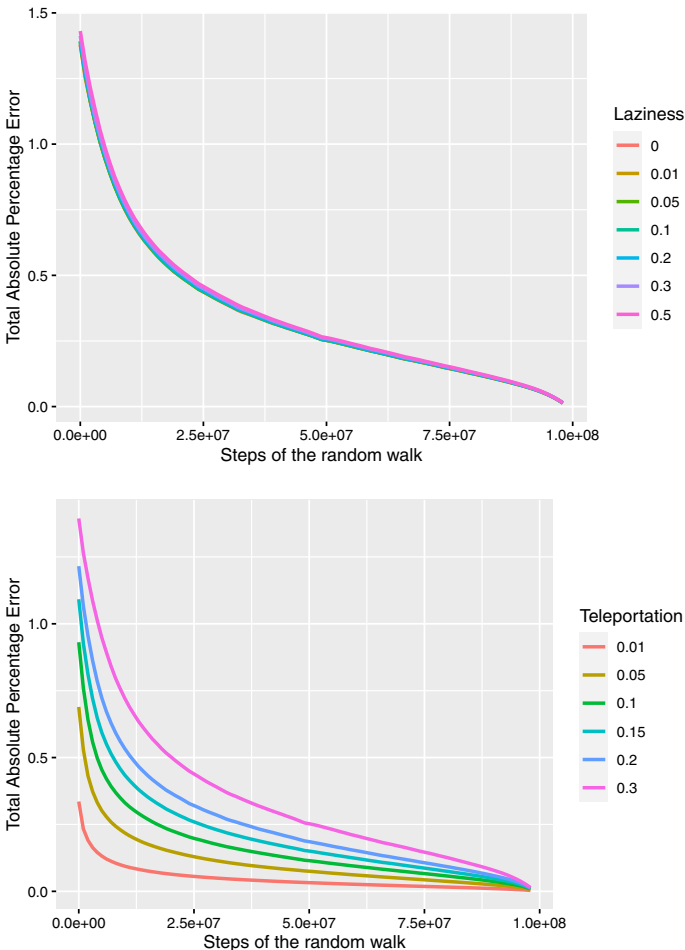 1.5
1.0
0.5
0.0
Total Absolute Percentage Error
0.0e+00 2.5e+07 5.0e+07 7.5e+07 1.0e+08
Steps of the random walk
Laziness
0
0.01
0.05
0.1
0.2
0.3
0.5
1.0
0.5
0.0
Total Absolute Percentage Error
0.0e+00 2.5e+07 5.0e+07 7.5e+07 1.0e+08
Steps of the random walk
Teleportation
0.01
0.05
0.1
0.15
0.2
0.3